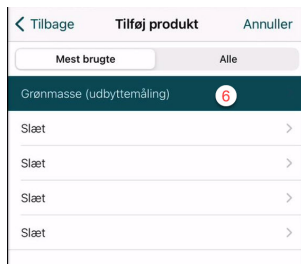 Tilbage Tilføj produkt Annuller
Mest brugte Alle
Grønmasse (udbyttemåling) 6
Slæt
Slæt
Slæt
Slæt